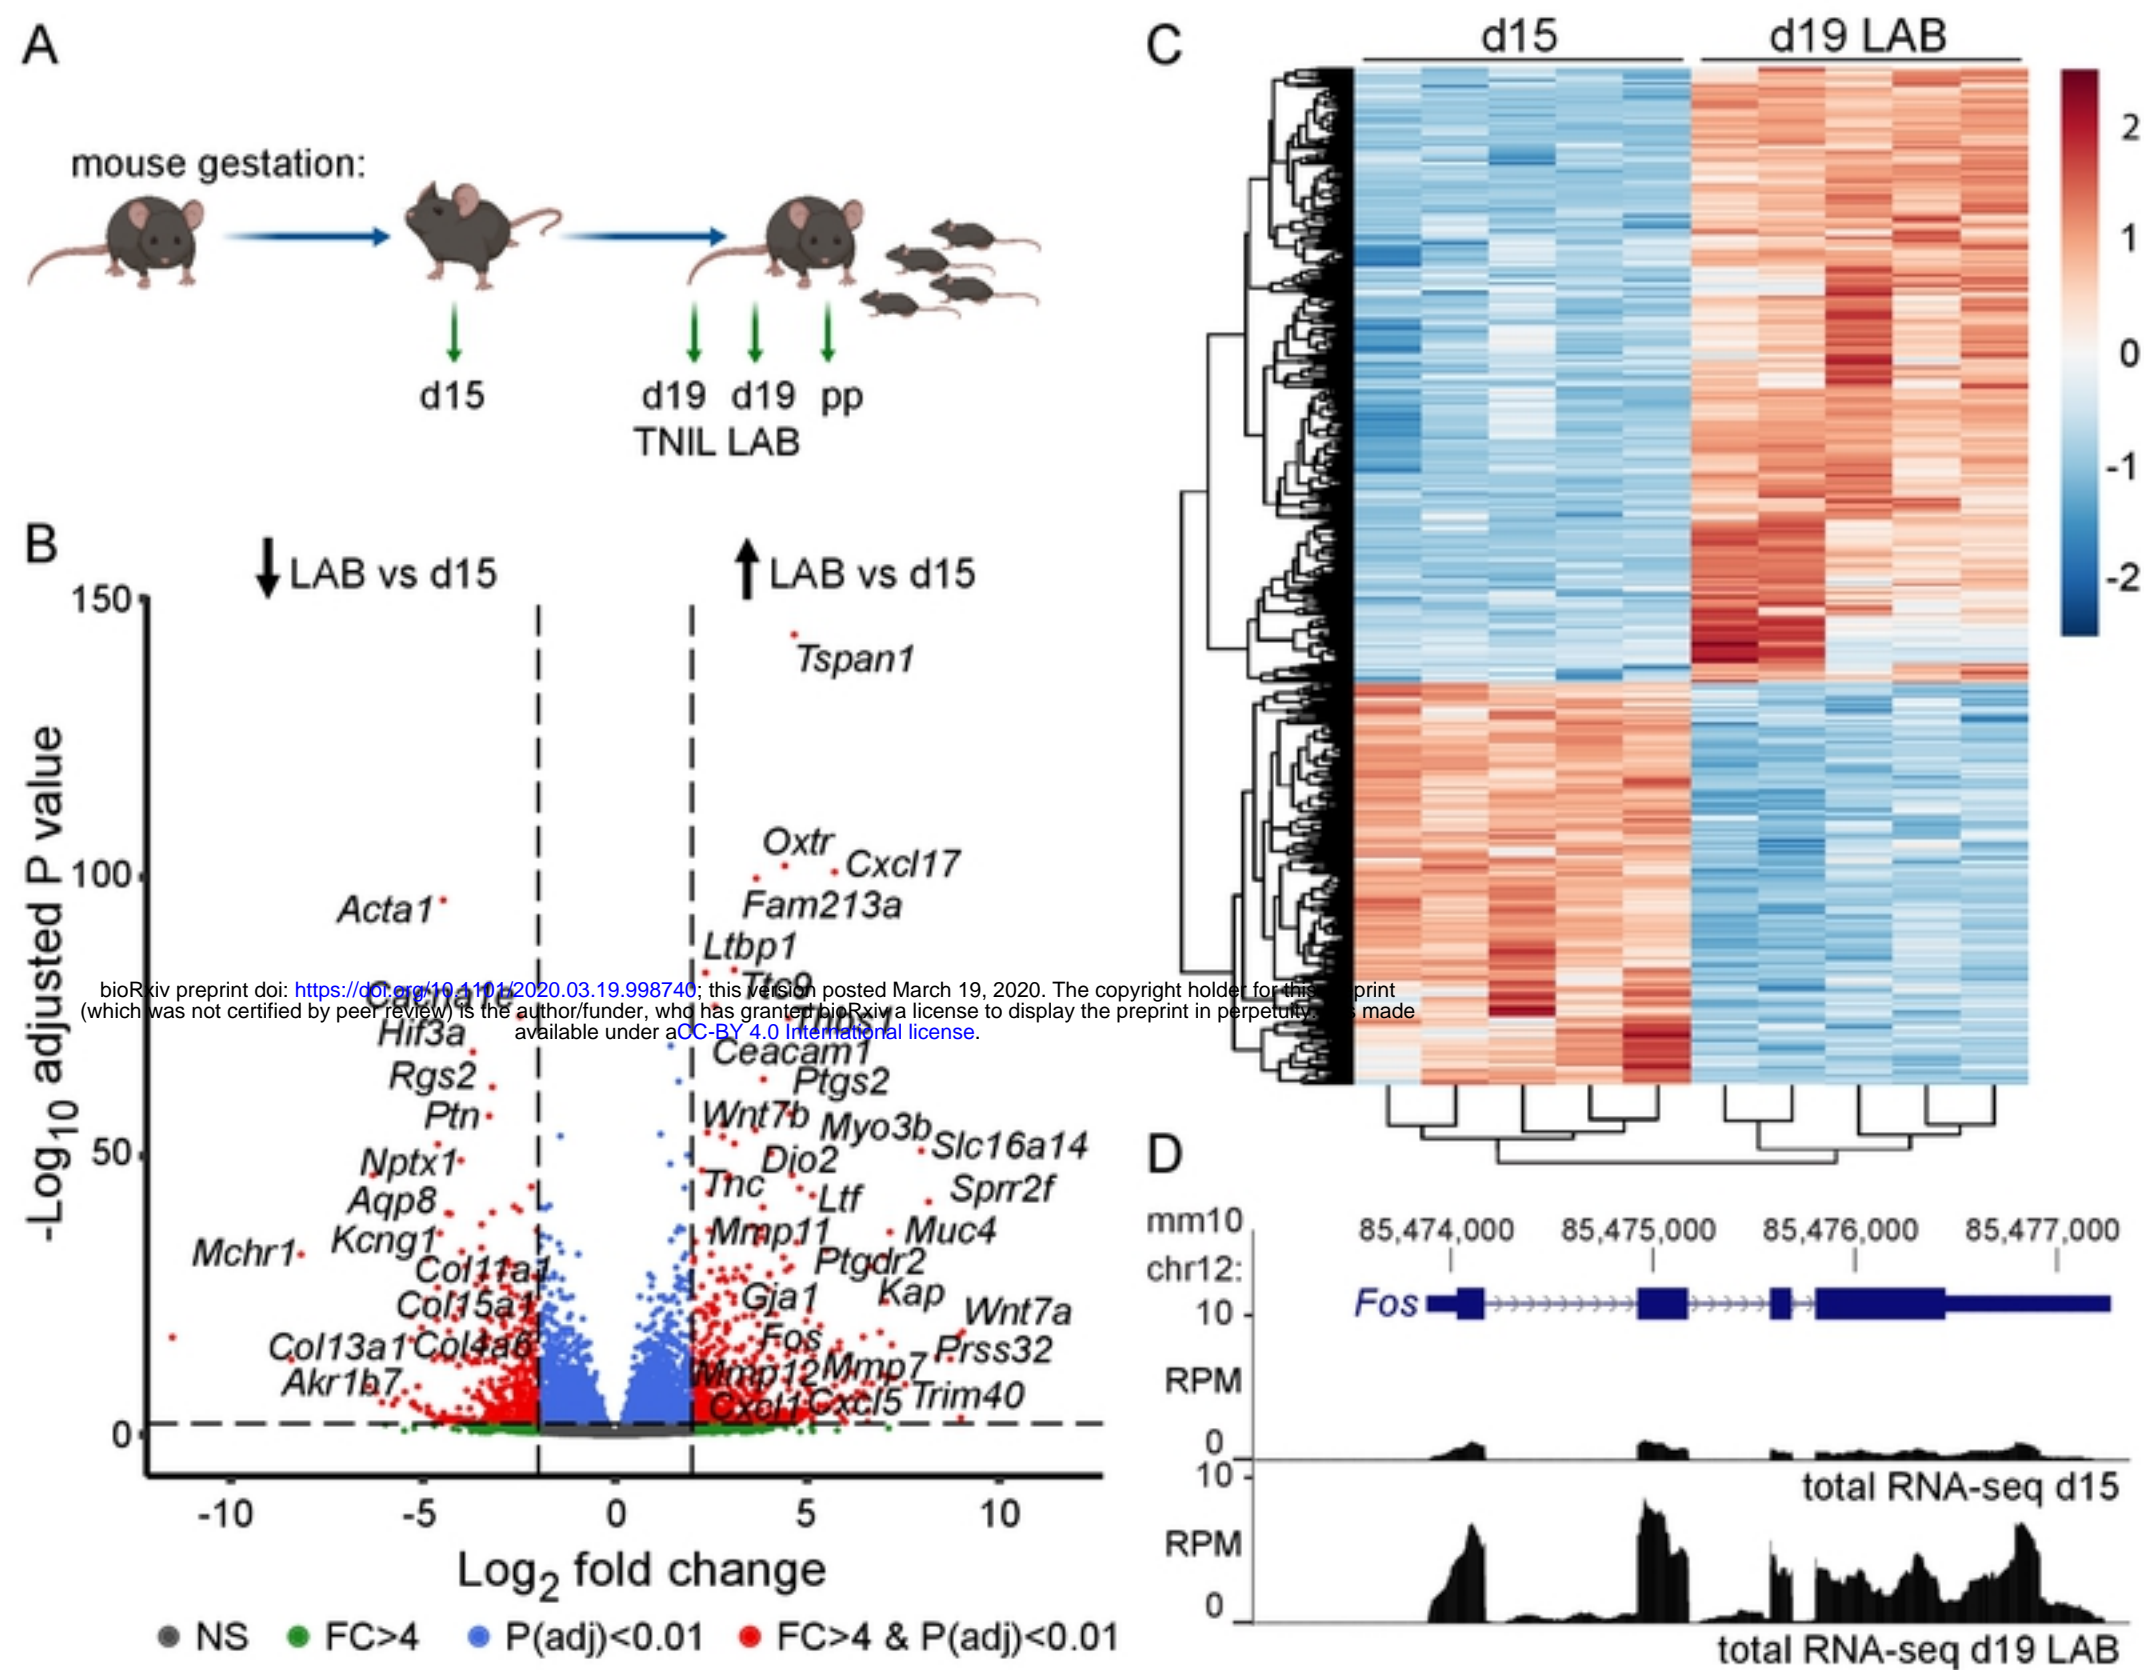 A
mouse gestation:
d15
d19 d19 pp
TNIL LAB
B
↓ LAB vs d15
↑ LAB vs d15
-Log10 adjusted P value
150
100
50
0
Tspan1
Oxtr
Cxcl17
Fam213a
Acta1
Ltbp1
Ttc9
Cacna1e
bioRxiv preprint doi: https://doi.org/10.1101/2020.03.19.998740; this version posted March 19, 2020. The copyright holder for this preprint
(which was not certified by peer review) is the author/funder, who has granted bioRxiv a license to display the preprint in perpetuity. is made
available under aCC-BY 4.0 International license.
Hif3a
Ceacam1
Rgs2
Ptgs2
Ptn
Wnt7b
Myo3b
Slc16a14
Nptx1
Dio2
Tnc
Sprr2f
Aqp8
Ltf
Kcng1
Mmp11
Muc4
Mchr1
Ptgdr2
Col11a1
Gja1
Kap
Col15a1
Wnt7a
Fos
Col13a1
Col4a6
Prss32
Mmp12
Mmp7
Akr1b7
Cxcl1
Cxcl5
Trim40
-10 -5 0 5 10
Log2 fold change
NS FC>4 P(adj)<0.01 FC>4 & P(adj)<0.01
C
d15 d19 LAB
2
1
0
-1
-2
D
mm10
85,474,000 85,475,000 85,476,000 85,477,000
chr12:
Fos
10
RPM
0
total RNA-seq d15
10
RPM
0
total RNA-seq d19 LAB